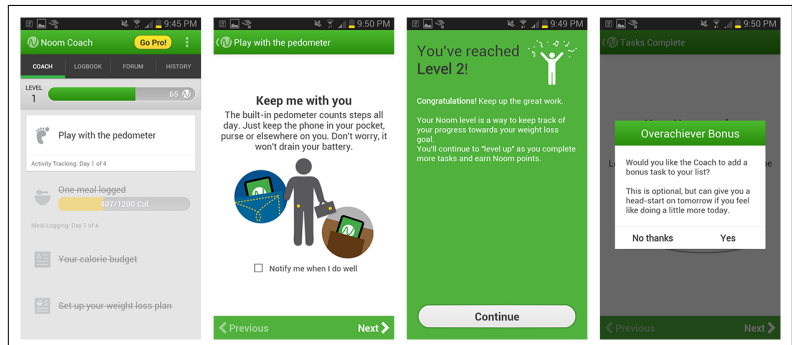 9:45 PM
Noom Coach
Go Pro!
COACH
LOGBOOK
FORUM
HISTORY
LEVEL
1
65
Play with the pedometer
Activity Tracking: Day 1 of 4
One meal logged
407/1200 Cal
Meal Logging: Day 1 of 4
Your calorie budget
Set up your weight loss plan
9:50 PM
Play with the pedometer
Keep me with you
The built-in pedometer counts steps all
day. Just keep the phone in your pocket,
purse or elsewhere on you. Don't worry, it
won't drain your battery.
Notify me when I do well
Previous
Next
9:49 PM
You've reached
Level 2!
Congratulations! Keep up the great work.
Your Noom level is a way to keep track of
your progress towards your weight loss
goal.
You'll continue to "level up" as you complete
more tasks and earn Noom points.
Continue
9:50 PM
Tasks Complete
Overachiever Bonus
Would you like the Coach to add a
bonus task to your list?
This is optional, but can give you a
head-start on tomorrow if you feel
like doing a little more today.
No thanks
Yes
Previous
Next